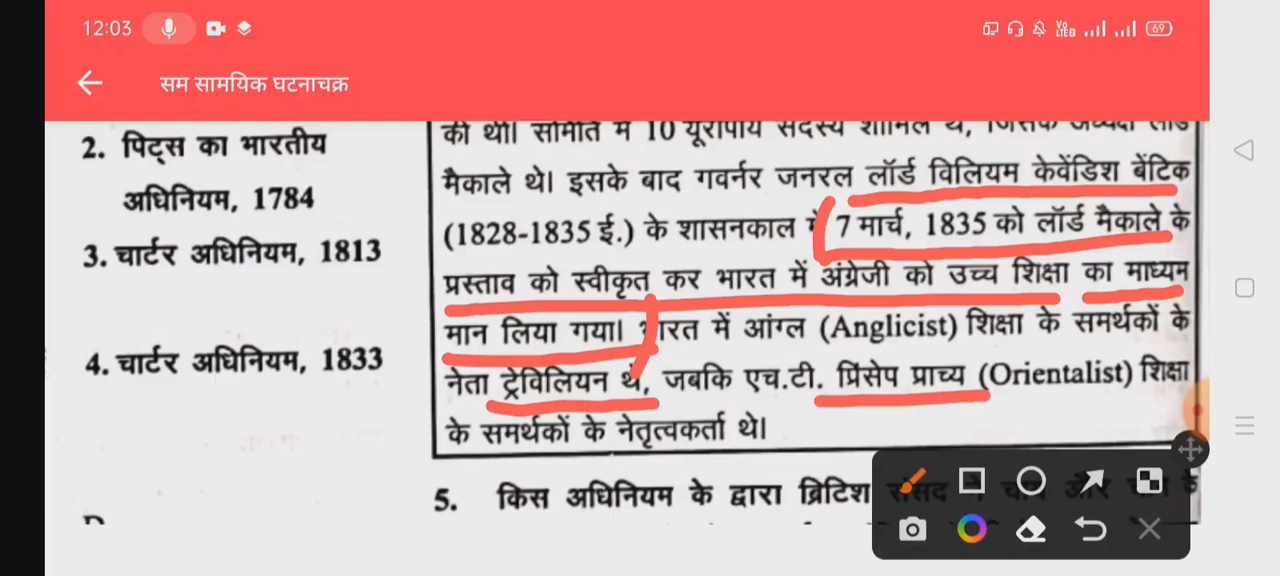 12:03
69
सम सामयिक घटनाचक्र
2. पिट्स का भारतीय
अधिनियम, 1784
3. चार्टर अधिनियम, 1813
4. चार्टर अधिनियम, 1833
की थी। समिति में 10 यूरोपीय सदस्य शामिल थे, जिसके अध्यक्ष लॉर्ड
मैकाले थे। इसके बाद गवर्नर जनरल लॉर्ड विलियम केवेंडिश बेंटिक
(1828-1835 ई.) के शासनकाल में 7 मार्च, 1835 को लॉर्ड मैकाले के
प्रस्ताव को स्वीकृत कर भारत में अंग्रेजी को उच्च शिक्षा का माध्यम
मान लिया गया। भारत में आंग्ल (Anglicist) शिक्षा के समर्थकों के
नेता ट्रेविलियन थे, जबकि एच.टी. प्रिंसेप प्राच्य (Orientalist) शिक्षा
के समर्थकों के नेतृत्वकर्ता थे।
5. किस अधिनियम के द्वारा ब्रिटिश संसद ने चाय और के